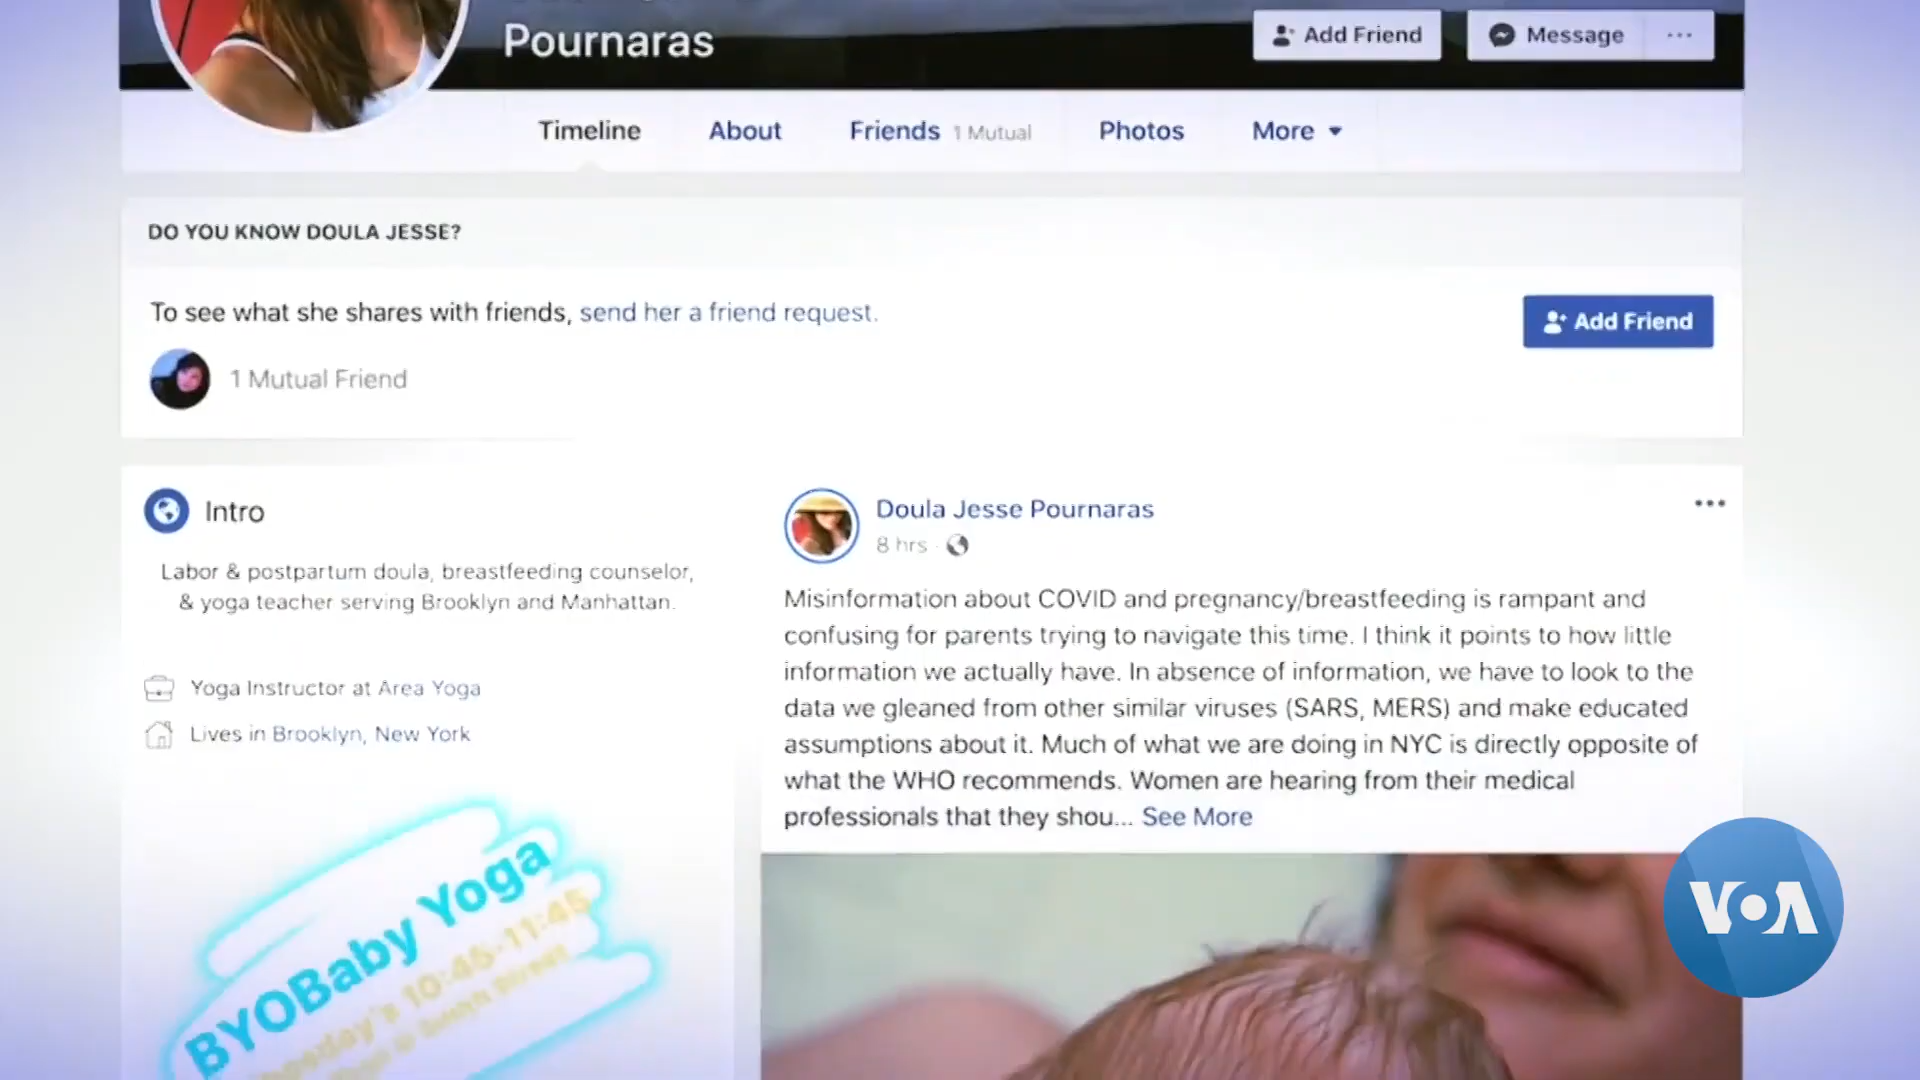 Pournaras
Add Friend
Message
Timeline
About
Friends 1 Mutual
Photos
More
DO YOU KNOW DOULA JESSE?
To see what she shares with friends, send her a friend request.
Add Friend
1 Mutual Friend
Intro
Labor & postpartum doula, breastfeeding counselor,
& yoga teacher serving Brooklyn and Manhattan.
Yoga Instructor at Area Yoga
Lives in Brooklyn, New York
BYOBaby Yoga
10:45-11:45
Doula Jesse Pournaras
8 hrs
Misinformation about COVID and pregnancy/breastfeeding is rampant and
confusing for parents trying to navigate this time. I think it points to how little
information we actually have. In absence of information, we have to look to the
data we gleaned from other similar viruses (SARS, MERS) and make educated
assumptions about it. Much of what we are doing in NYC is directly opposite of
what the WHO recommends. Women are hearing from their medical
professionals that they shou... See More
VOA